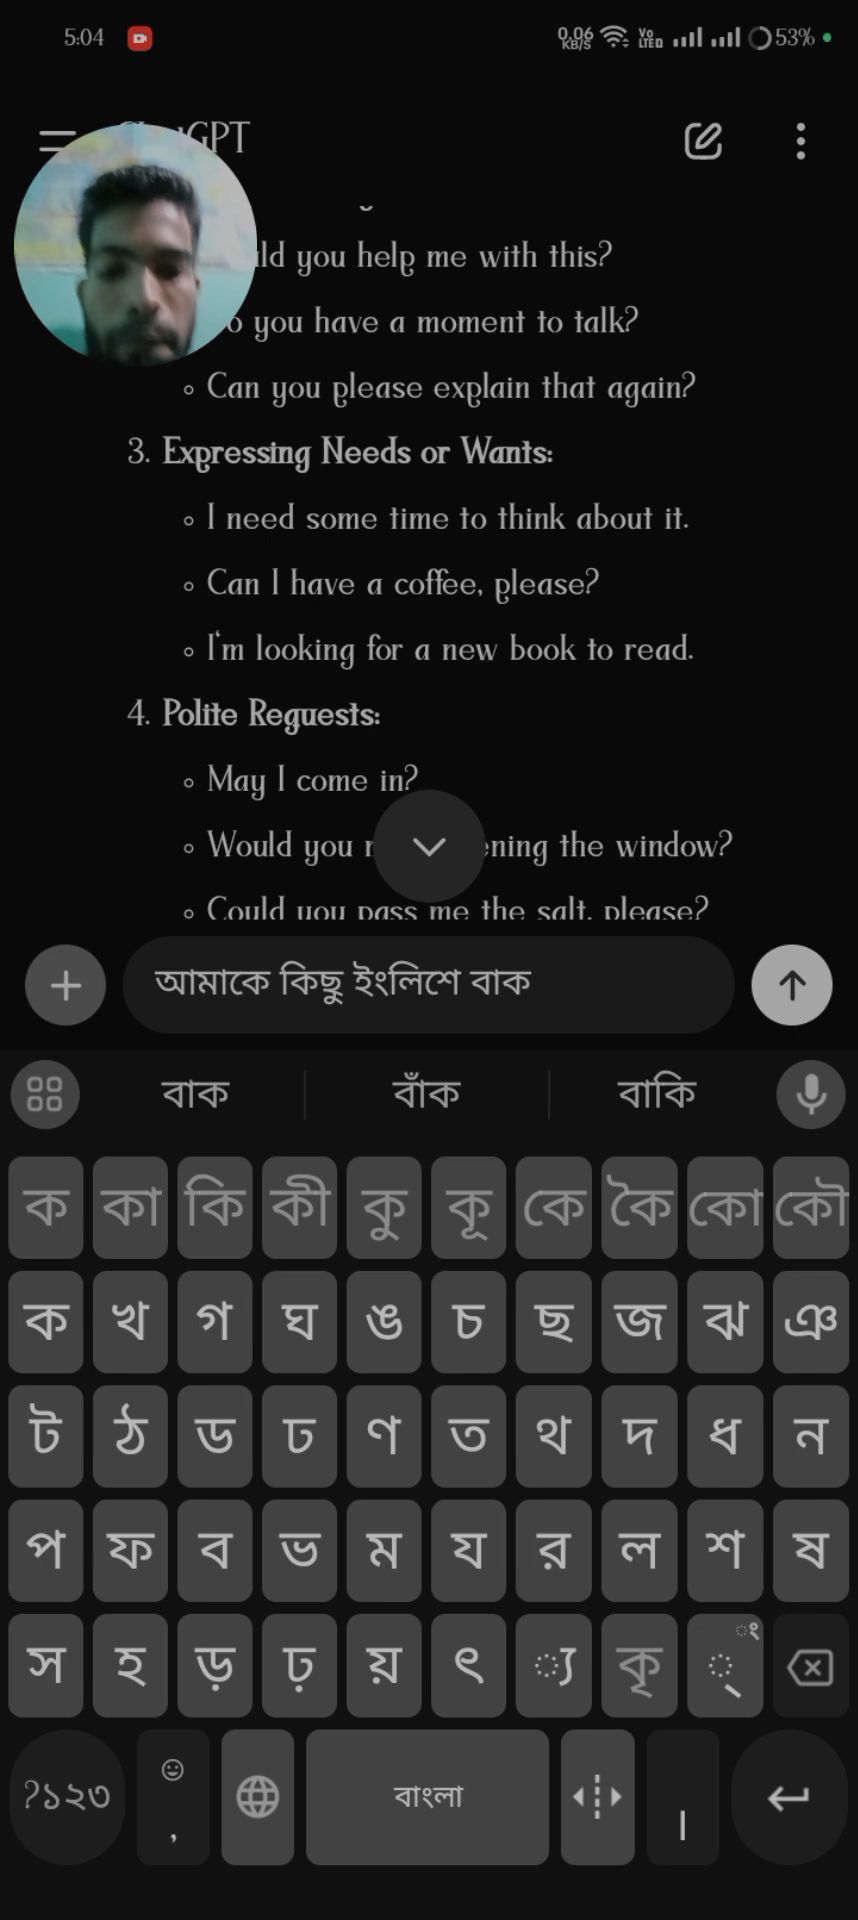 5:04 0.06 KB/S Vo LTED 53%
GPT
you help me with this?
you have a moment to talk?
Can you please explain that again?
3. Expressing Needs or Wants:
I need some time to think about it.
Can I have a coffee, please?
I'm looking for a new book to read.
4. Polite Requests:
May I come in?
Would you the window?
Could you pass me the salt, please?
আমাকে কিছু ইংলিশে বাক
বাক বাঁক বাকি
ক কা কি কী কু কূ কে কৈ কো কৌ
ক খ গ ঘ ঙ চ ছ জ ঝ ঞ
ট ঠ ড ঢ ণ ত থ দ ধ ন
প ফ ব ভ ম য র ল শ ষ
স হ ড় ঢ় য় ৎ ্য কৃ ্ ং
?১২৩ , বাংলা ।